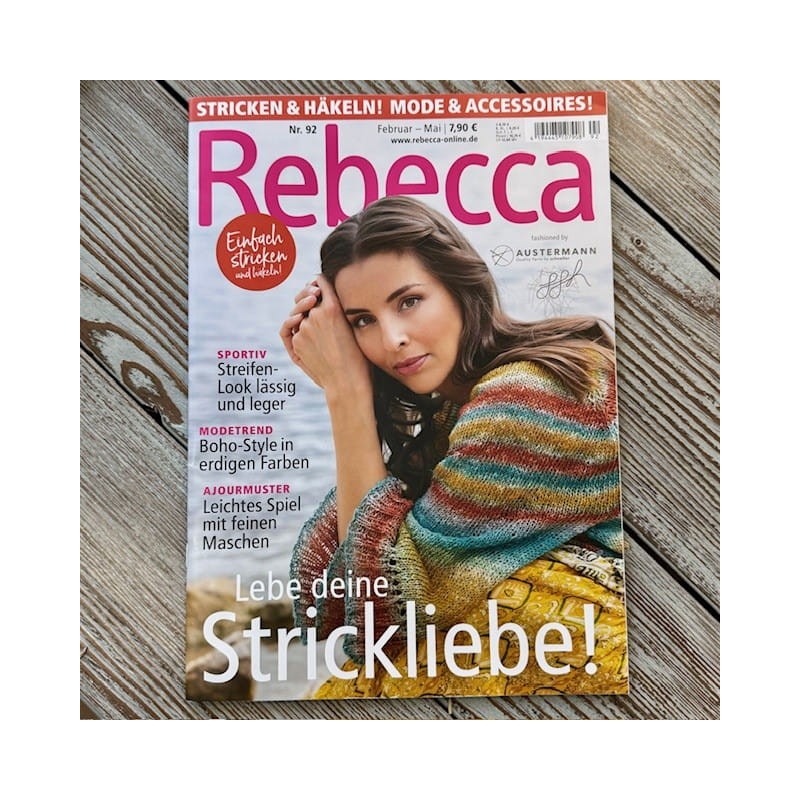 STRICKEN & HÄKELN! MODE & ACCESSOIRES!
Nr. 92
Februar – Mai | 7,90 €
www.rebecca-online.de
Rebecca
Einfach
stricken
und häkeln!
fashioned by
AUSTERMANN
ggh
SPORTIV
Streifen-
Look lässig
und leger
MODETREND
Boho-Style in
erdigen Farben
AJOURMUSTER
Leichtes Spiel
mit feinen
Maschen
Lebe deine
Strickliebe!